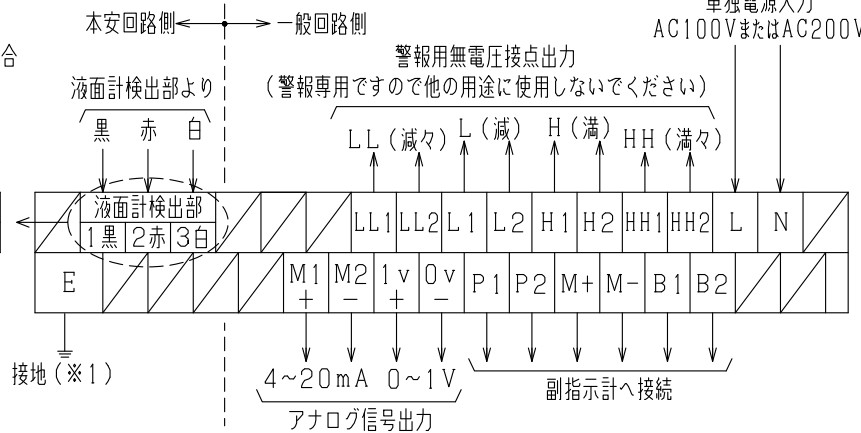 本安回路側
一般回路側
単独電源入力
AC100VまたはAC200V
合
警報用無電圧接点出力
(警報専用ですので他の用途に使用しないでください)
液面計検出部より
黒 赤 白
LL(減々) L(減) H(満) HH(満々)
液面計検出部
1黒 2赤 3白
LL1 LL2 L1 L2 H1 H2 HH1 HH2 L N
E M1+ M2- 1v+ 0v- P1 P2 M+ M- B1 B2
接地(※1)
4~20mA 0~1V
アナログ信号出力
副指示計へ接続